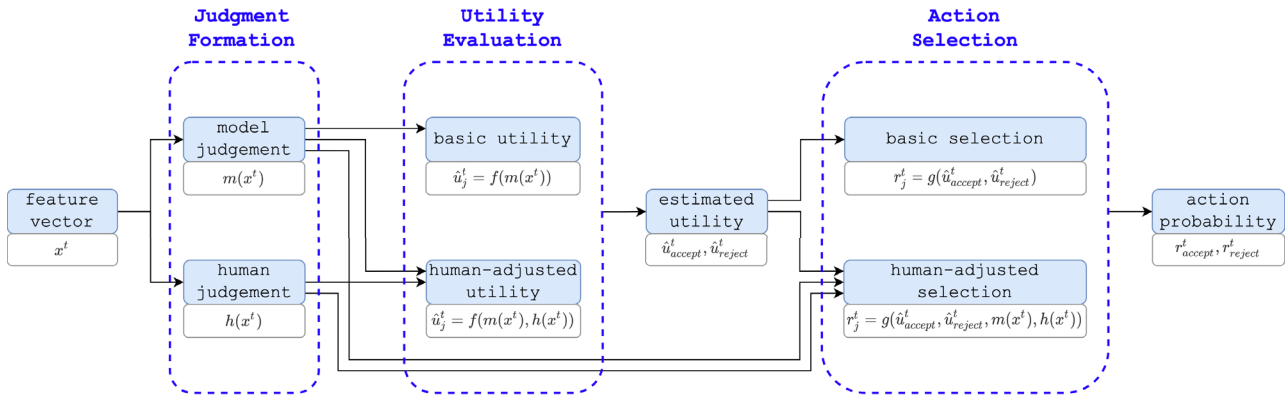 Judgment
Formation
Utility
Evaluation
Action
Selection
feature
vector
x^t
model
judgement
m(x^t)
human
judgement
h(x^t)
basic utility
û_j^t = f(m(x^t))
human-adjusted
utility
û_j^t = f(m(x^t), h(x^t))
estimated
utility
û_accept^t, û_reject^t
basic selection
r_j^t = g(û_accept^t, û_reject^t)
human-adjusted
selection
r_j^t = g(û_accept^t, û_reject^t, m(x^t), h(x^t))
action
probability
r_accept^t, r_reject^t